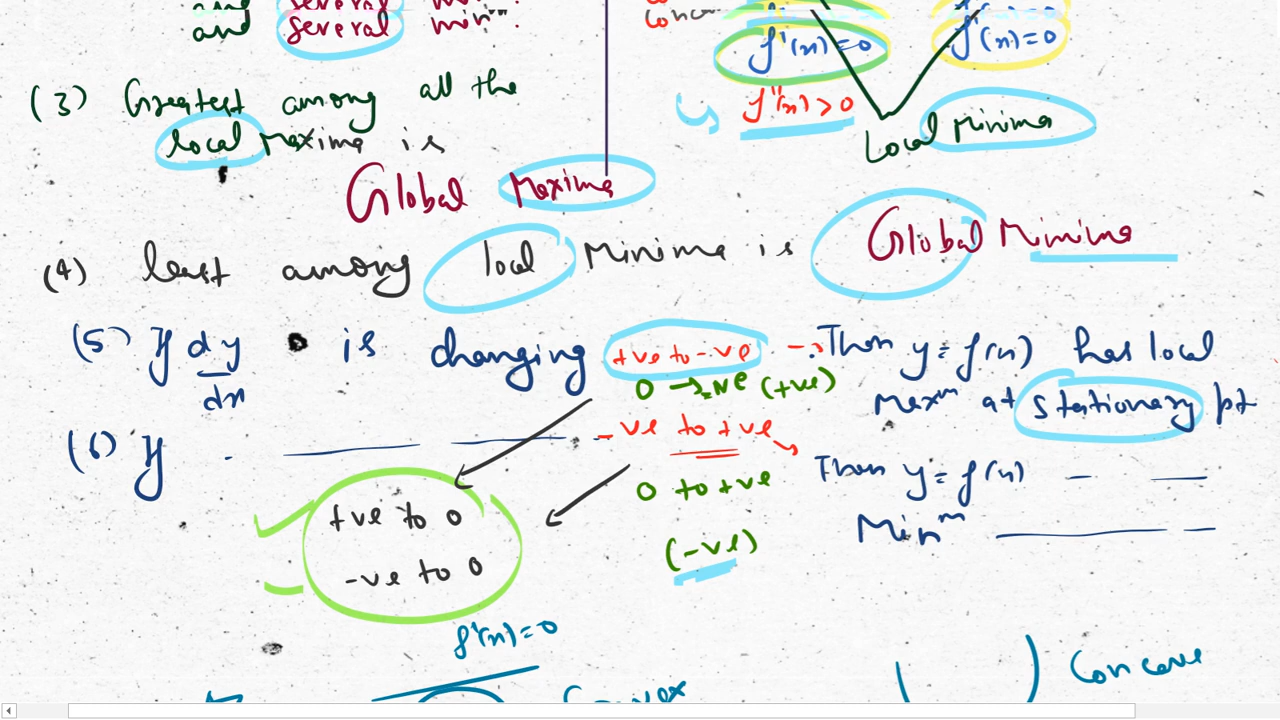 and several min^m.
Conc
f'(x)=0
f'(x)=0
f''(x)>0
Local Minima
(3) Greatest among all the
local Maxima is
Global Maxima
(4) least among local Minima is Global Minima
(5) If dy/dx is changing +ve to -ve → Then y=f(x) has local
Max^m at stationary pt
0 → -ve (+ve)
(6) If - ve to +ve
Then y=f(x)
0 to +ve
Min^m
(-ve)
+ve to 0
-ve to 0
f'(x)=0
Convex
Concave